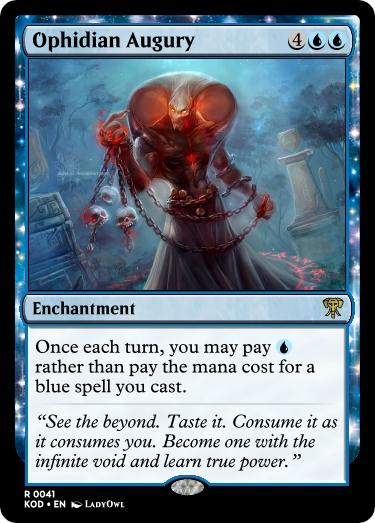 Ophidian Augury 4
Enchantment
Once each turn, you may pay
rather than pay the mana cost for a
blue spell you cast.
“See the beyond. Taste it. Consume it as
it consumes you. Become one with the
infinite void and learn true power.”
R 0041
KOD • EN LADYOWL